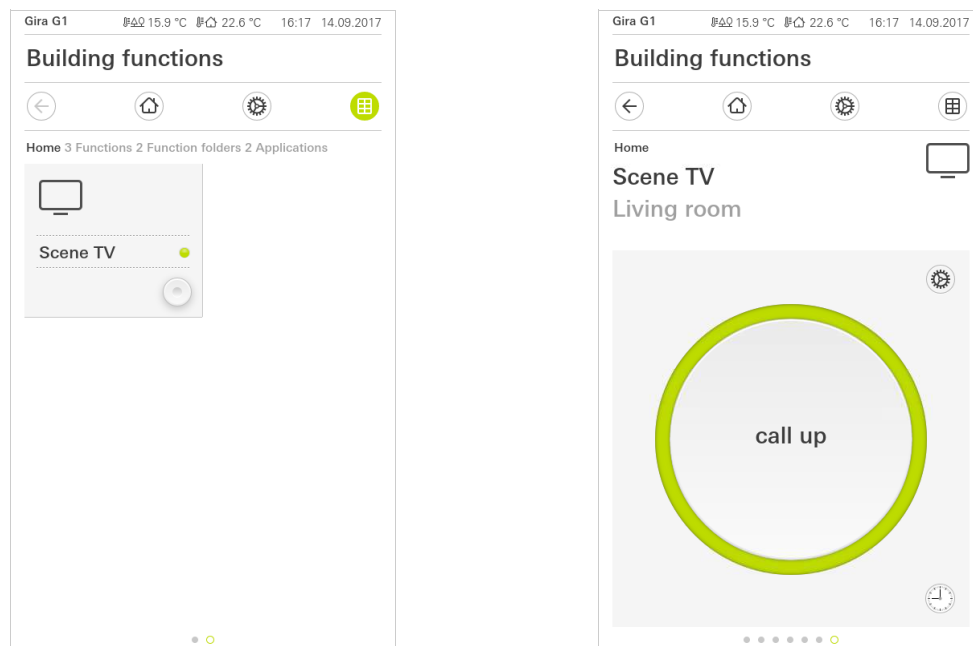 Gira G1 15.9 °C 22.6 °C 16:17 14.09.2017
Building functions
Home 3 Functions 2 Function folders 2 Applications
Scene TV
Gira G1 15.9 °C 22.6 °C 16:17 14.09.2017
Building functions
Home
Scene TV
Living room
call up